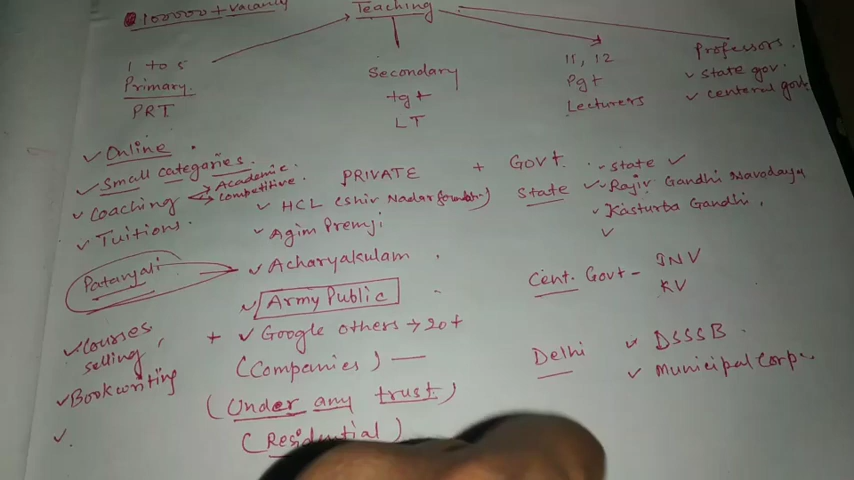 100000 + vacancy
Teaching
1 to 5
Primary
PRT
Secondary
tgt
LT
11, 12
Pgt
Lecturers
Professors.
✓ state gov.
✓ centeral govt
✓ Online
✓ Small categories.
✓ coaching
Academic
Competitive.
✓ Tuitions.
Patanjali
✓ Courses
selling,
✓ Bookwriting
✓.
PRIVATE + Govt.
✓ HCL (Shiv Nadar
✓ Agim Premji
✓ Acharyakulam
✓ Army Public
+ ✓ Google others → 20+
(Companies) —
(Under any trust)
(Residential)
State
state ✓
✓ Rajiv Gandhi Navodaya
✓ Kasturba Gandhi,
✓
Cent. Govt - JNV
KV
Delhi
✓ DSSSB
✓ Municipal Corp..